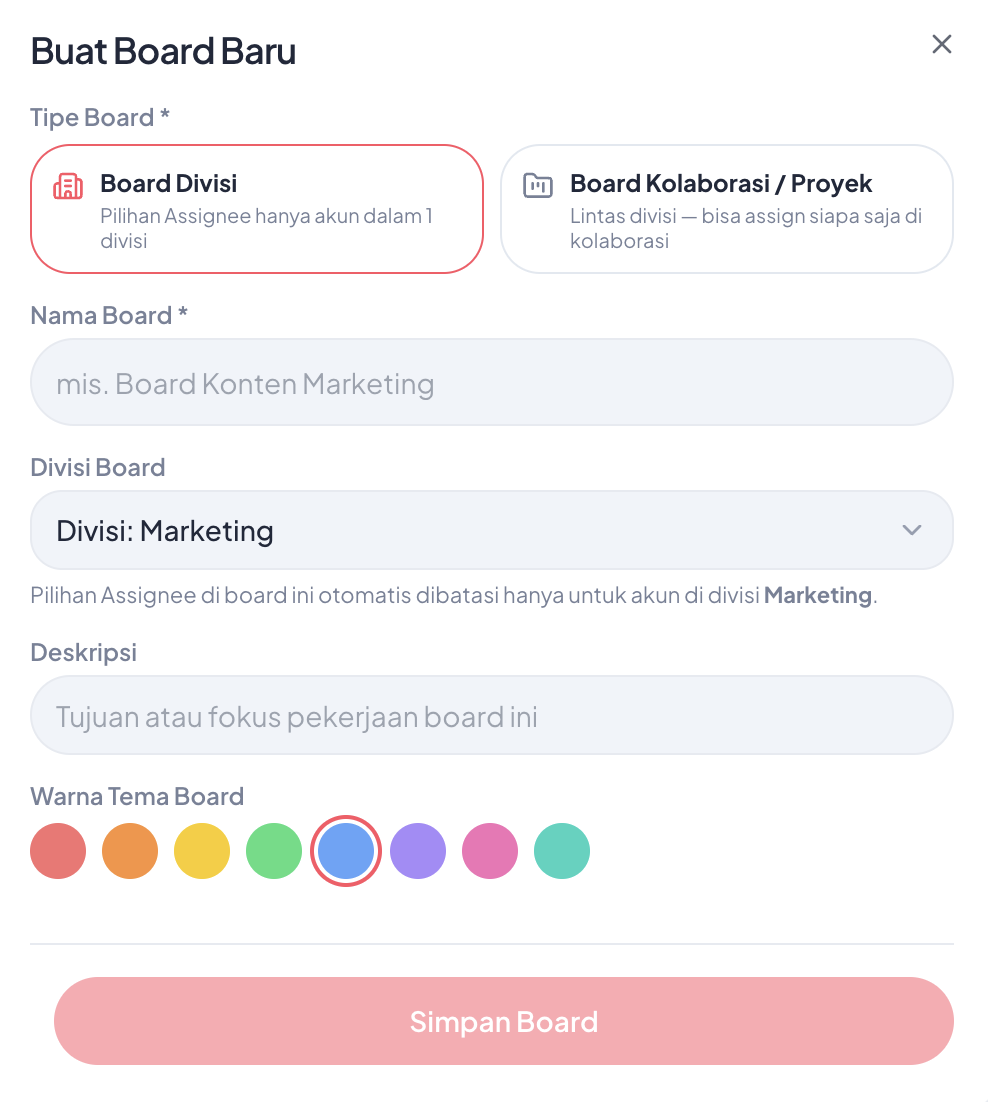 Buat Board Baru
Tipe Board *
Board Divisi
Pilihan Assignee hanya akun dalam 1
divisi
Board Kolaborasi / Proyek
Lintas divisi — bisa assign siapa saja di
kolaborasi
Nama Board *
mis. Board Konten Marketing
Divisi Board
Divisi: Marketing
Pilihan Assignee di board ini otomatis dibatasi hanya untuk akun di divisi Marketing.
Deskripsi
Tujuan atau fokus pekerjaan board ini
Warna Tema Board
Simpan Board